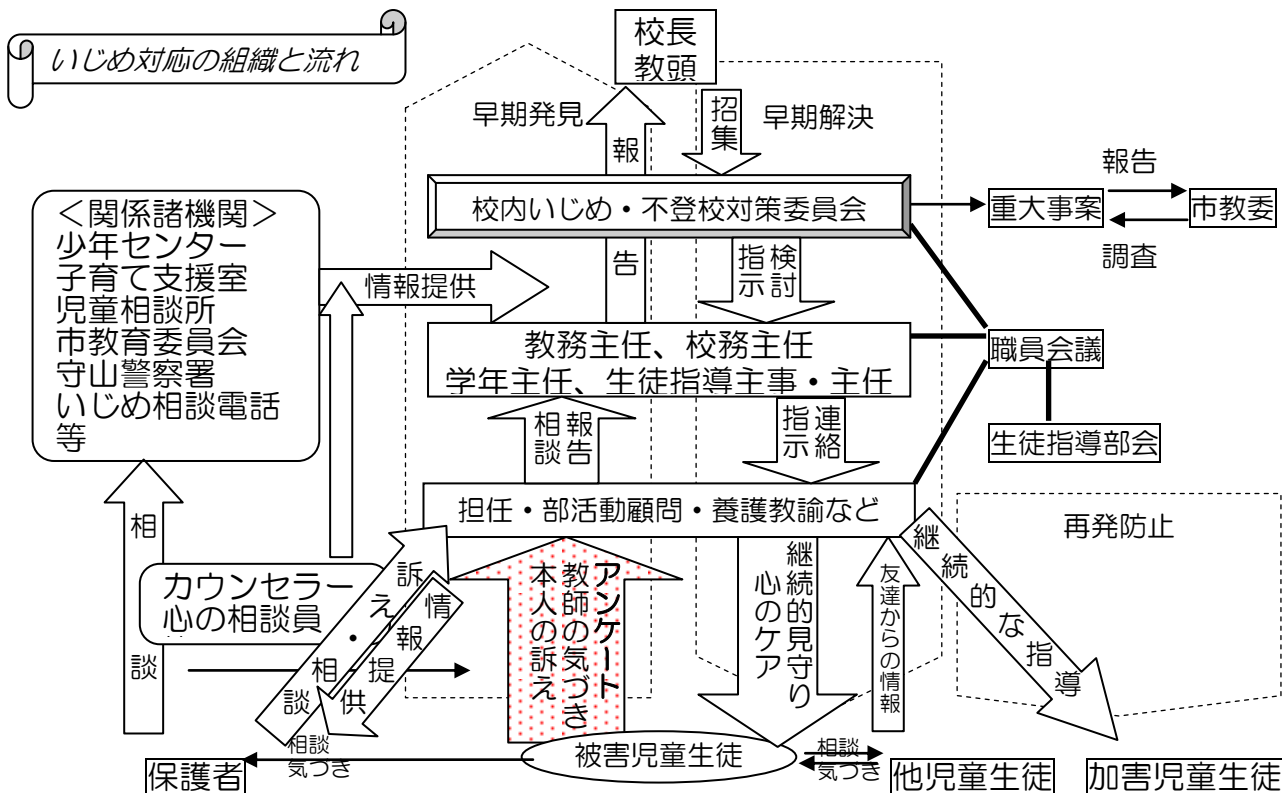 いじめ対応の組織と流れ
校長
教頭
早期発見
報告
招集
早期解決
校内いじめ・不登校対策委員会
重大事案
報告
調査
市教委
＜関係諸機関＞
少年センター
子育て支援室
児童相談所
市教育委員会
守山警察署
いじめ相談電話
等
情報提供
検討
指示
教務主任、校務主任
学年主任、生徒指導主事・主任
職員会議
生徒指導部会
報告
相談
連絡
指示
担任・部活動顧問・養護教諭など
再発防止
相談
カウンセラー
心の相談員
訴え・相談
情報提供
アンケート
教師の気づき
本人の訴え
継続的見守り
心のケア
友達からの情報
継続的な指導
相談
気づき
被害児童生徒
相談
気づき
保護者
他児童生徒
加害児童生徒